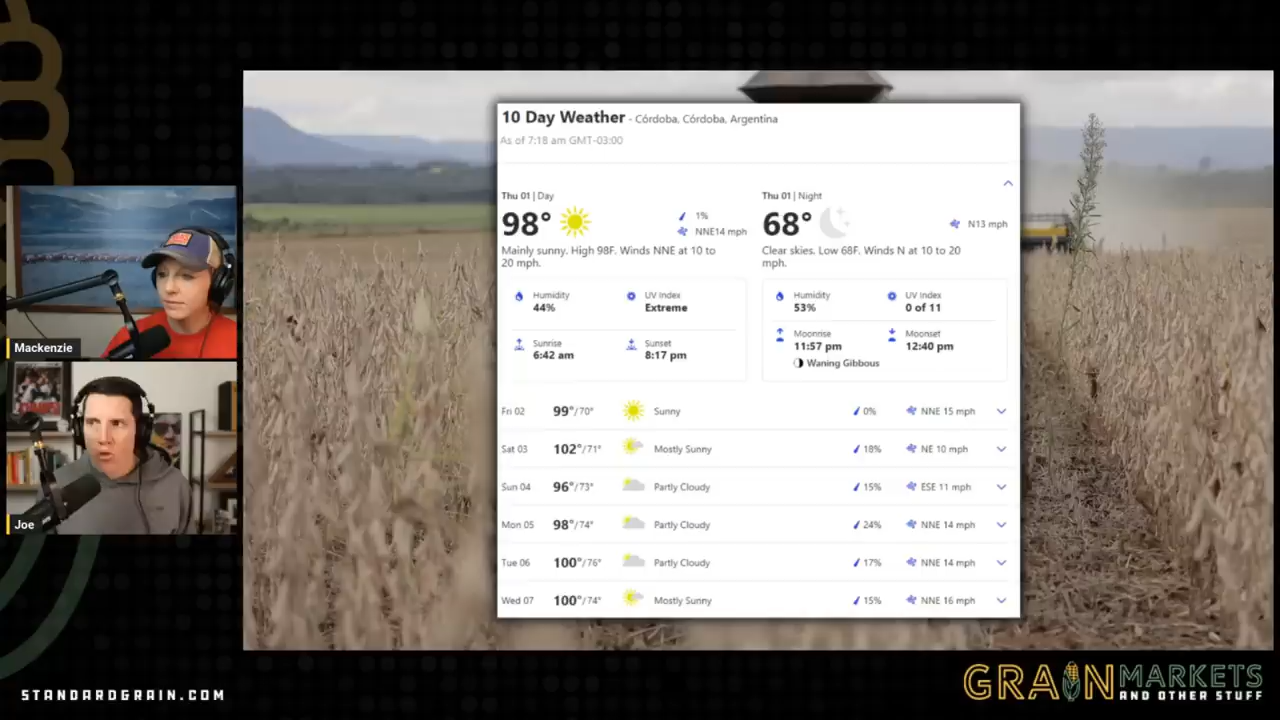 10 Day Weather - Córdoba, Córdoba, Argentina
As of 7:18 am GMT-03:00
Thu 01 | Day
98°
1%
NNE14 mph
Mainly sunny. High 98F. Winds NNE at 10 to
20 mph.
Humidity
44%
UV Index
Extreme
Sunrise
6:42 am
Sunset
8:17 pm
Thu 01 | Night
68°
N13 mph
Clear skies. Low 68F. Winds N at 10 to 20
mph.
Humidity
53%
UV Index
0 of 11
Moonrise
11:57 pm
Waning Gibbous
Moonset
12:40 pm
Fri 02 99°/70° Sunny 0% NNE 15 mph
Sat 03 102°/71° Mostly Sunny 18% NE 10 mph
Sun 04 96°/73° Partly Cloudy 15% ESE 11 mph
Mon 05 98°/74° Partly Cloudy 24% NNE 14 mph
Tue 06 100°/76° Partly Cloudy 17% NNE 14 mph
Wed 07 100°/74° Mostly Sunny 15% NNE 16 mph
Mackenzie
Joe
STANDARDGRAIN.COM
GRAIN MARKETS
AND OTHER STUFF